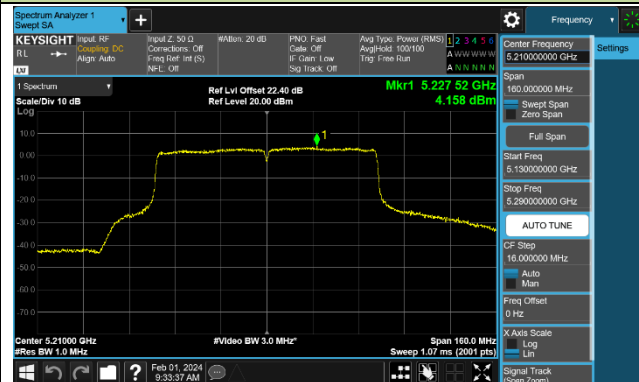 Spectrum Analyzer 1
Swept SA
Frequency
KEYSIGHT
RL
LXI
Input: RF
Coupling: DC
Align: Auto
Input Z: 50 Ω
Corrections: Off
Freq Ref: Int (S)
NFE: Off
#Atten: 20 dB
PNO: Fast
Gate: Off
IF Gain: Low
Sig Track: Off
Avg Type: Power (RMS)
Avg|Hold: 100/100
Trig: Free Run
1 2 3 4 5 6
A W W W W W
A N N N N N
1 Spectrum
Scale/Div 10 dB
Ref Lvl Offset 22.40 dB
Ref Level 20.00 dBm
Mkr1 5.227 52 GHz
4.158 dBm
Log
10.0
0.00
-10.0
-20.0
-30.0
-40.0
-50.0
-60.0
-70.0
1
Center 5.21000 GHz
#Res BW 1.0 MHz
#Video BW 3.0 MHz*
Span 160.0 MHz
Sweep 1.07 ms (2001 pts)
Feb 01, 2024
9:33:37 AM
Center Frequency
5.210000000 GHz
Settings
Span
160.000000 MHz
Swept Span
Zero Span
Full Span
Start Freq
5.130000000 GHz
Stop Freq
5.290000000 GHz
AUTO TUNE
CF Step
16.000000 MHz
Auto
Man
Freq Offset
0 Hz
X Axis Scale
Log
Lin
Signal Track
(Span Zoom)